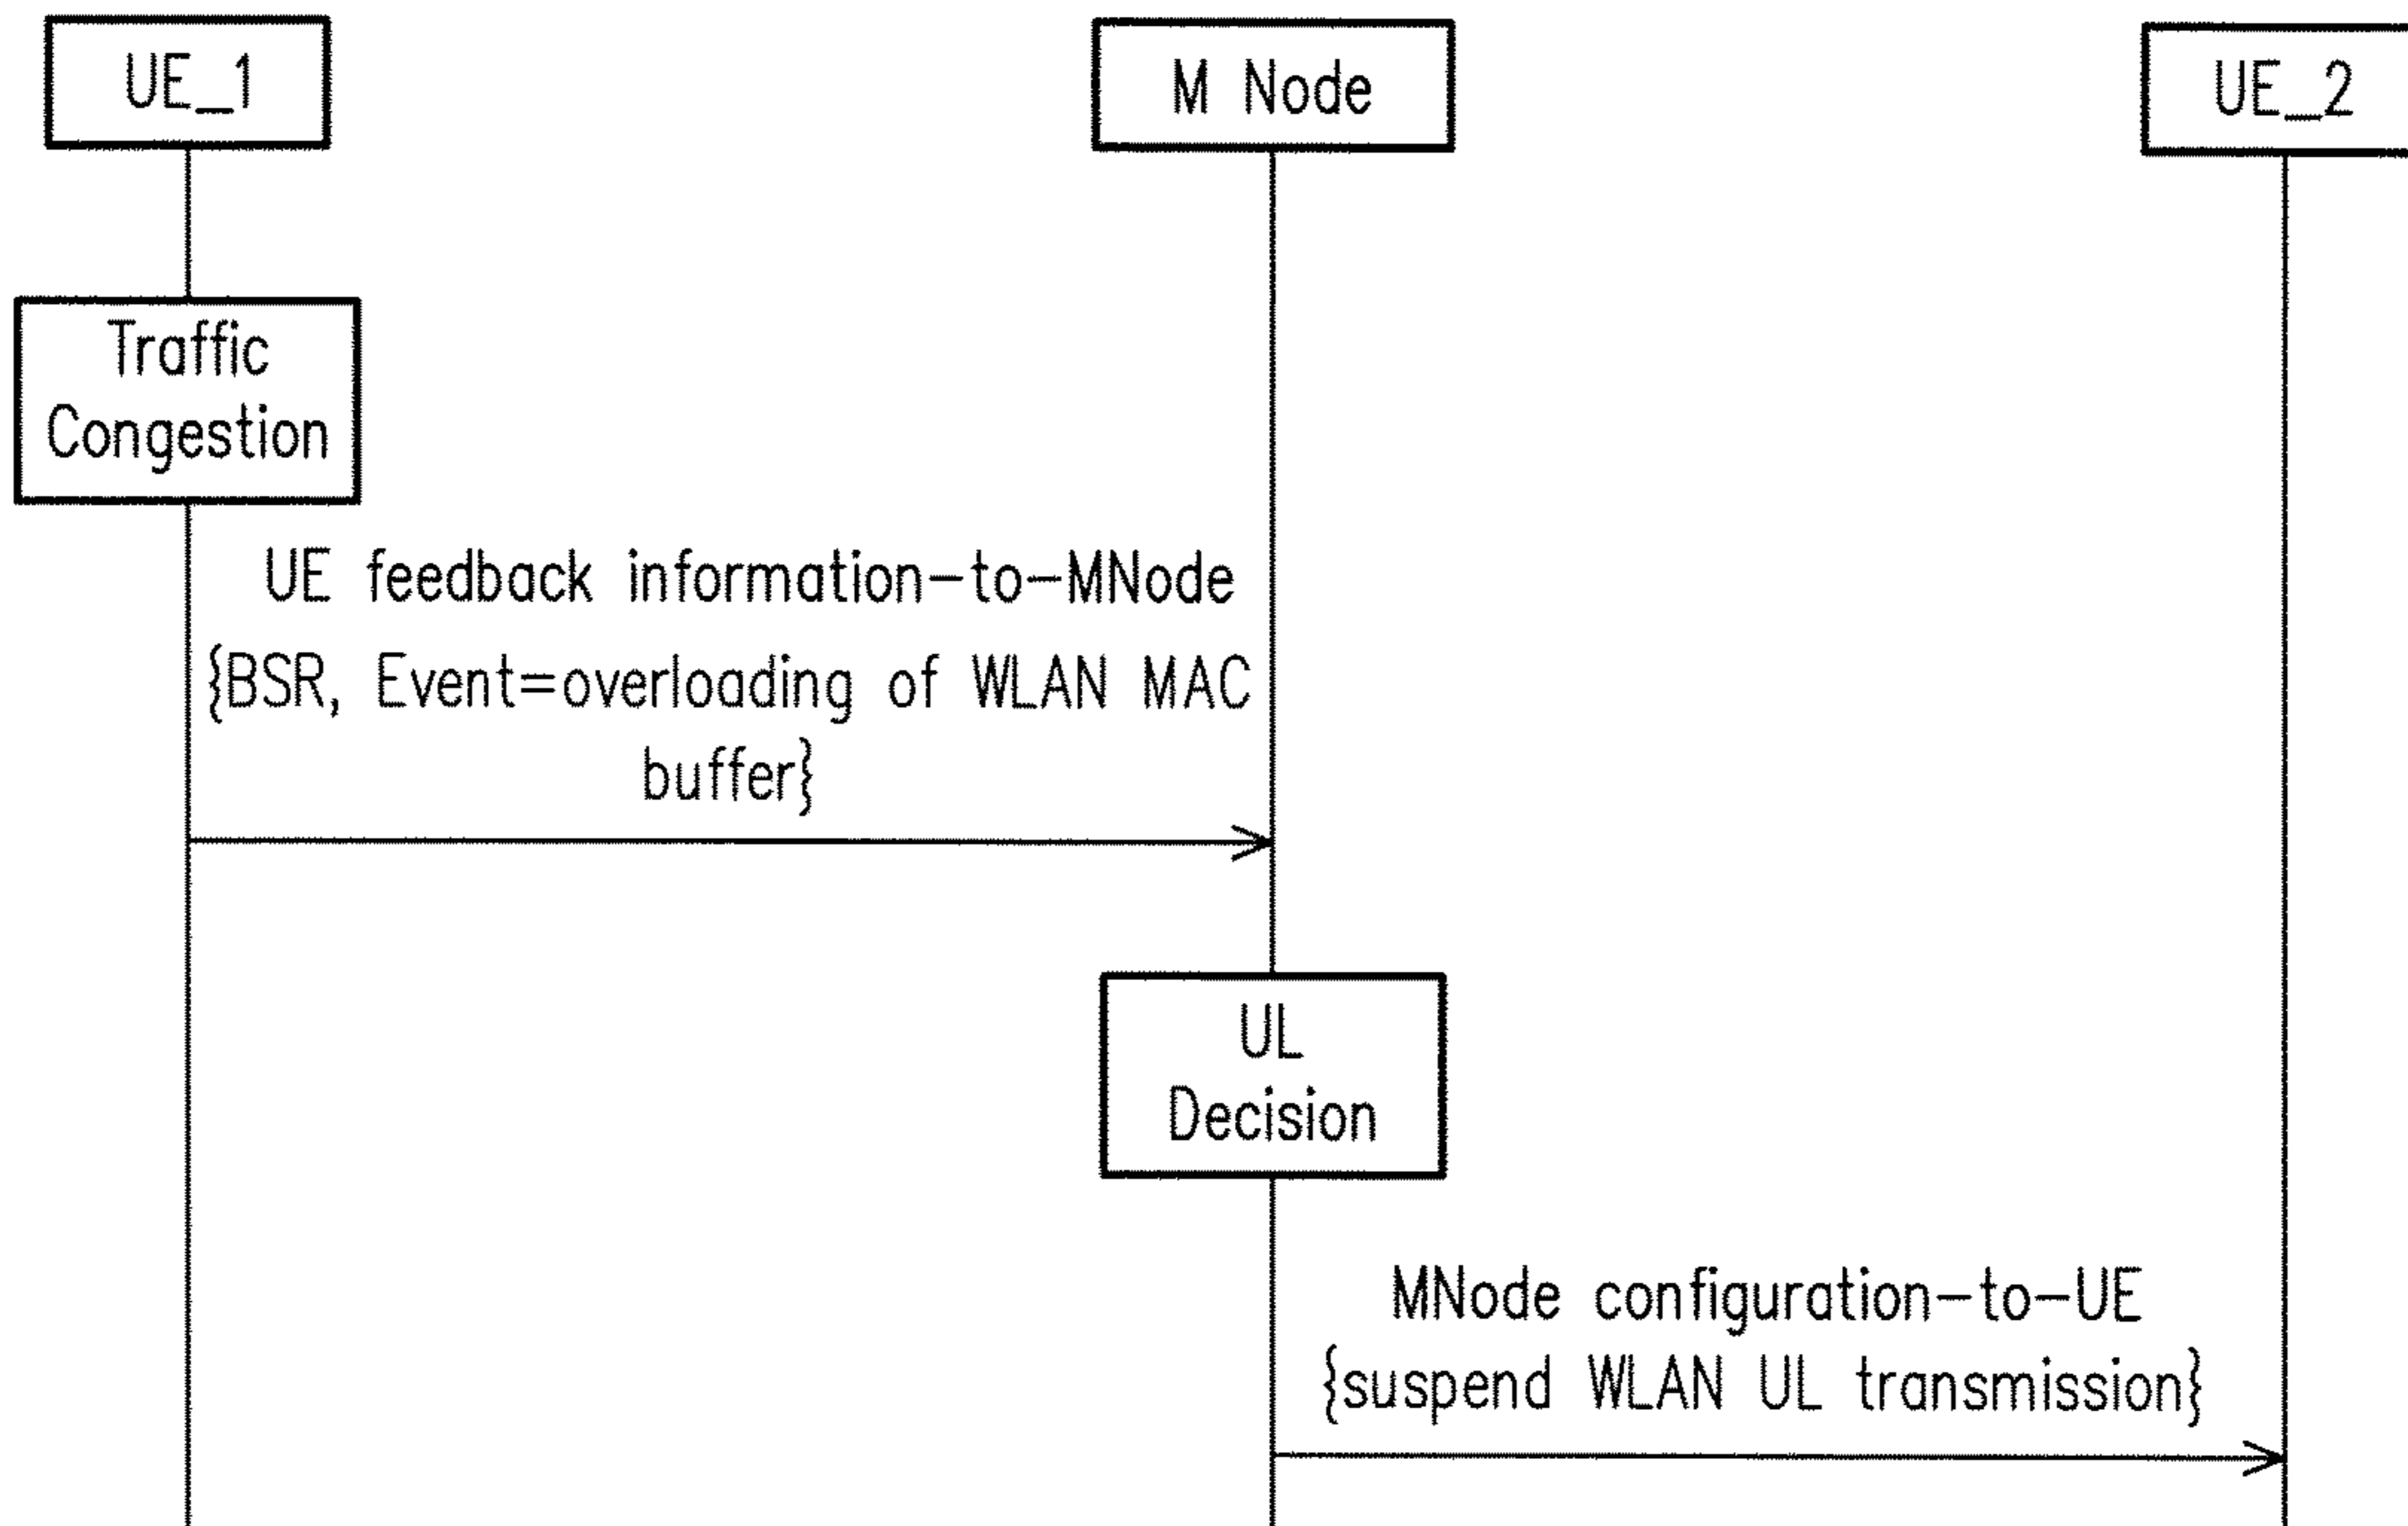 UE_1
M Node
UE_2
Traffic
Congestion
UE feedback information-to-MNode
{BSR, Event=overloading of WLAN MAC
buffer}
UL
Decision
MNode configuration-to-UE
{suspend WLAN UL transmission}